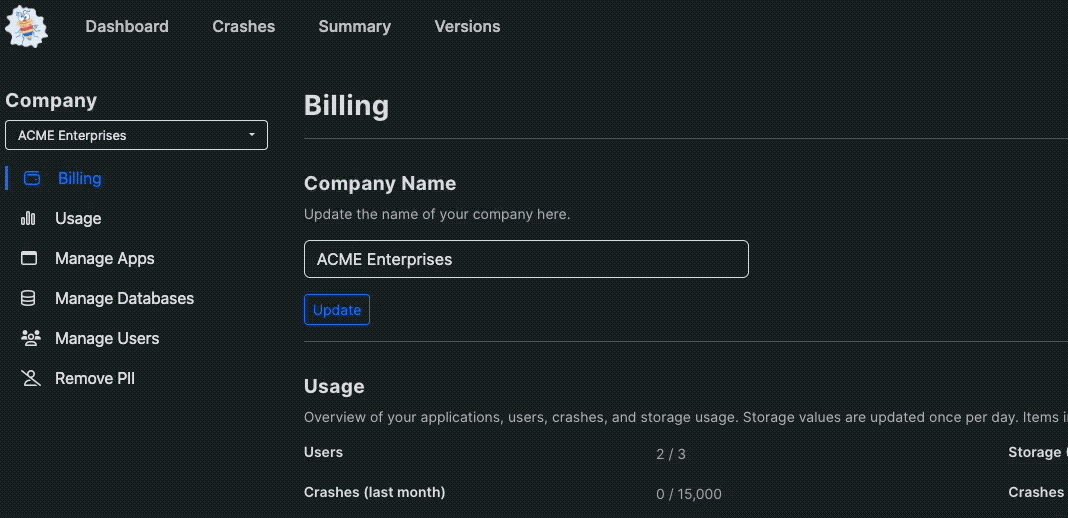 Dashboard Crashes Summary Versions
Company
ACME Enterprises
Billing
Usage
Manage Apps
Manage Databases
Manage Users
Remove PII
Billing
Company Name
Update the name of your company here.
ACME Enterprises
Update
Usage
Overview of your applications, users, crashes, and storage usage. Storage values are updated once per day. Items
Users 2 / 3 Storage (
Crashes (last month) 0 / 15,000 Crashes